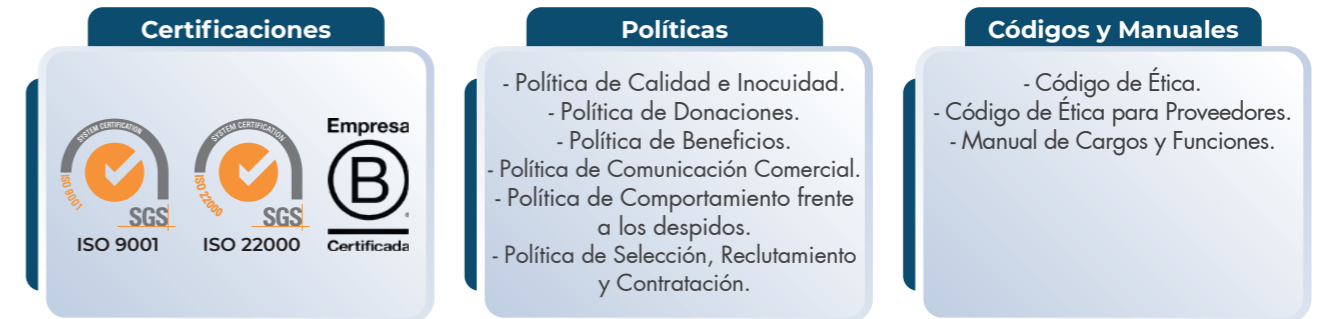 Certificaciones
SYSTEM CERTIFICATION
ISO 9001
SGS
ISO 9001
SYSTEM CERTIFICATION
ISO 22000
SGS
ISO 22000
Empresa
B
Certificada
Políticas
- Política de Calidad e Inocuidad.
- Política de Donaciones.
- Política de Beneficios.
- Política de Comunicación Comercial.
- Política de Comportamiento frente
a los despidos.
- Política de Selección, Reclutamiento
y Contratación.
Códigos y Manuales
- Código de Ética.
- Código de Ética para Proveedores.
- Manual de Cargos y Funciones.